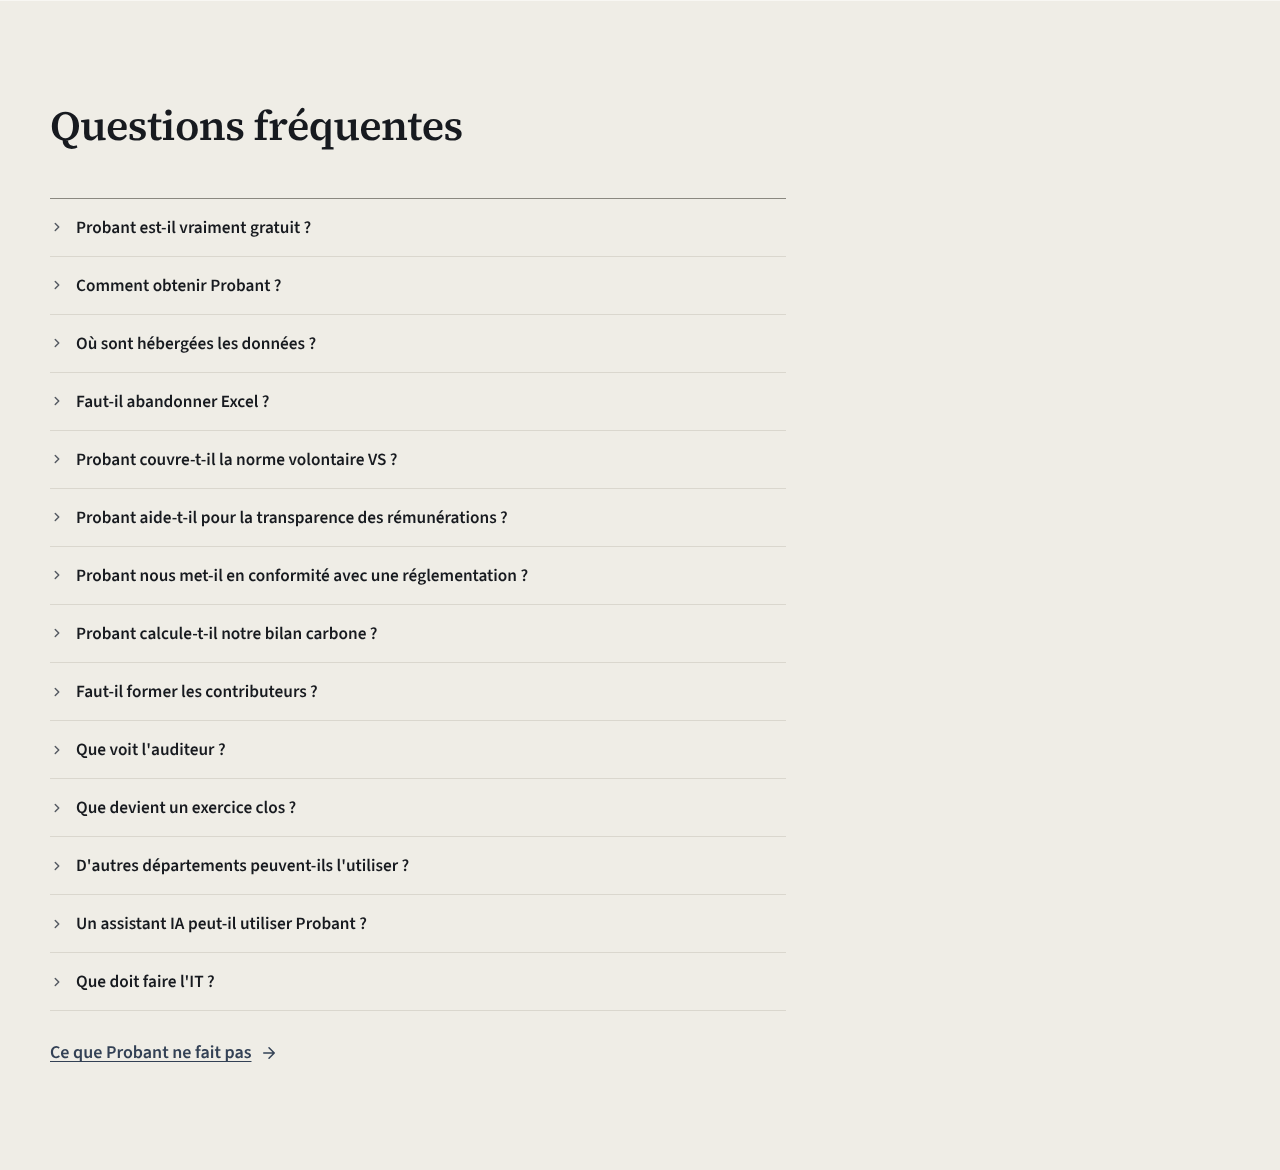 Questions fréquentes
Probant est-il vraiment gratuit ?
Comment obtenir Probant ?
Où sont hébergées les données ?
Faut-il abandonner Excel ?
Probant couvre-t-il la norme volontaire VS ?
Probant aide-t-il pour la transparence des rémunérations ?
Probant nous met-il en conformité avec une réglementation ?
Probant calcule-t-il notre bilan carbone ?
Faut-il former les contributeurs ?
Que voit l'auditeur ?
Que devient un exercice clos ?
D'autres départements peuvent-ils l'utiliser ?
Un assistant IA peut-il utiliser Probant ?
Que doit faire l'IT ?
Ce que Probant ne fait pas →